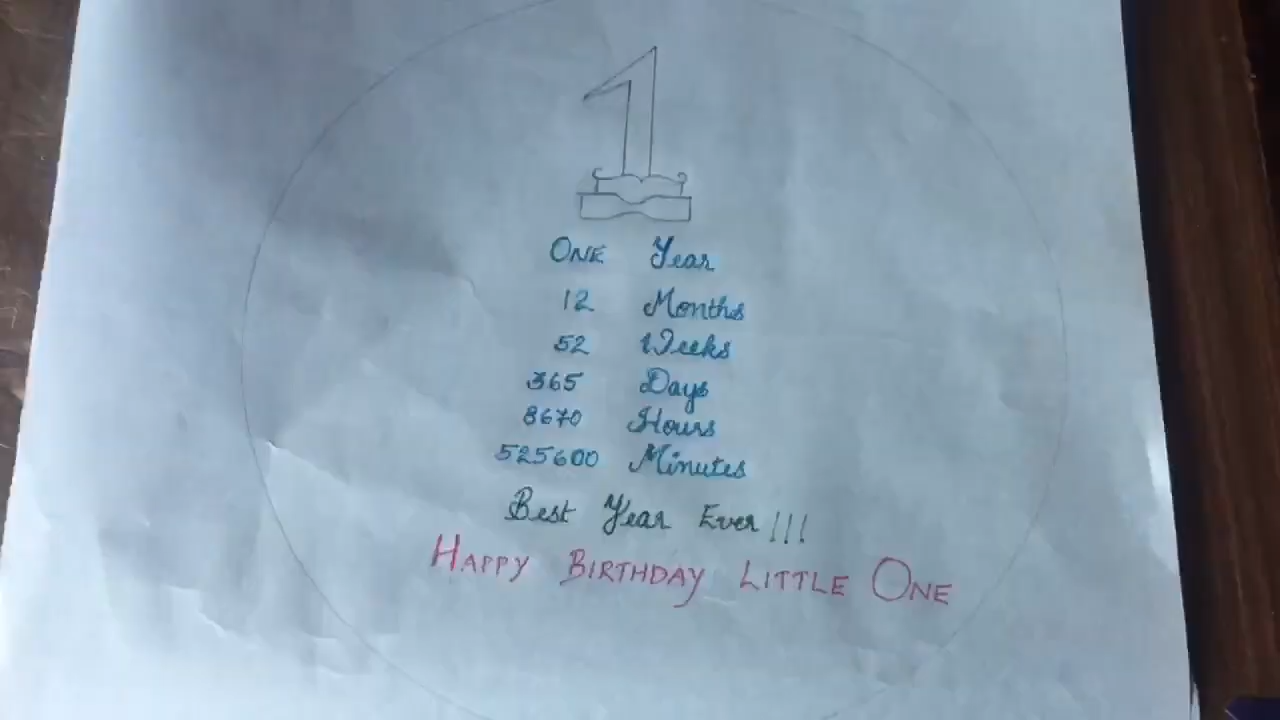 1
One Year
12 Months
52 Weeks
365 Days
8670 Hours
525600 Minutes
Best Year Ever!!!
HAPPY BIRTHDAY LITTLE ONE